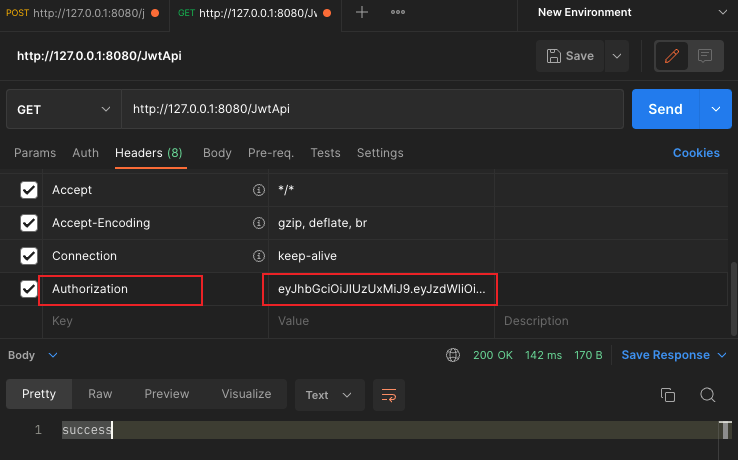 POST http://127.0.0.1:8080/j GET http://127.0.0.1:8080/Jw New Environment
http://127.0.0.1:8080/JwtApi Save
GET http://127.0.0.1:8080/JwtApi Send
Params Auth Headers (8) Body Pre-req. Tests Settings Cookies
Accept */*
Accept-Encoding gzip, deflate, br
Connection keep-alive
Authorization eyJhbGciOiJIUzUxMiJ9.eyJzdWIiOi...
Key Value Description
Body 200 OK 142 ms 170 B Save Response
Pretty Raw Preview Visualize Text
1 success